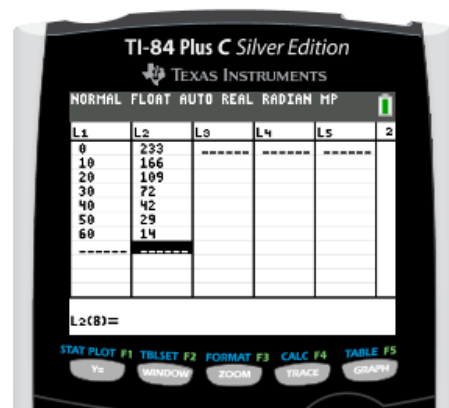 TI-84 Plus C Silver Edition
TEXAS INSTRUMENTS
NORMAL FLOAT AUTO REAL RADIAN MP
L1 L2 L3 L4 L5 2
0 233 ------ ------ ------
10 166
20 109
30 72
40 42
50 29
60 14
------ ------
L2(8)=
STAT PLOT F1 TBLSET F2 FORMAT F3 CALC F4 TABLE F5
Y= WINDOW ZOOM TRACE GRAPH